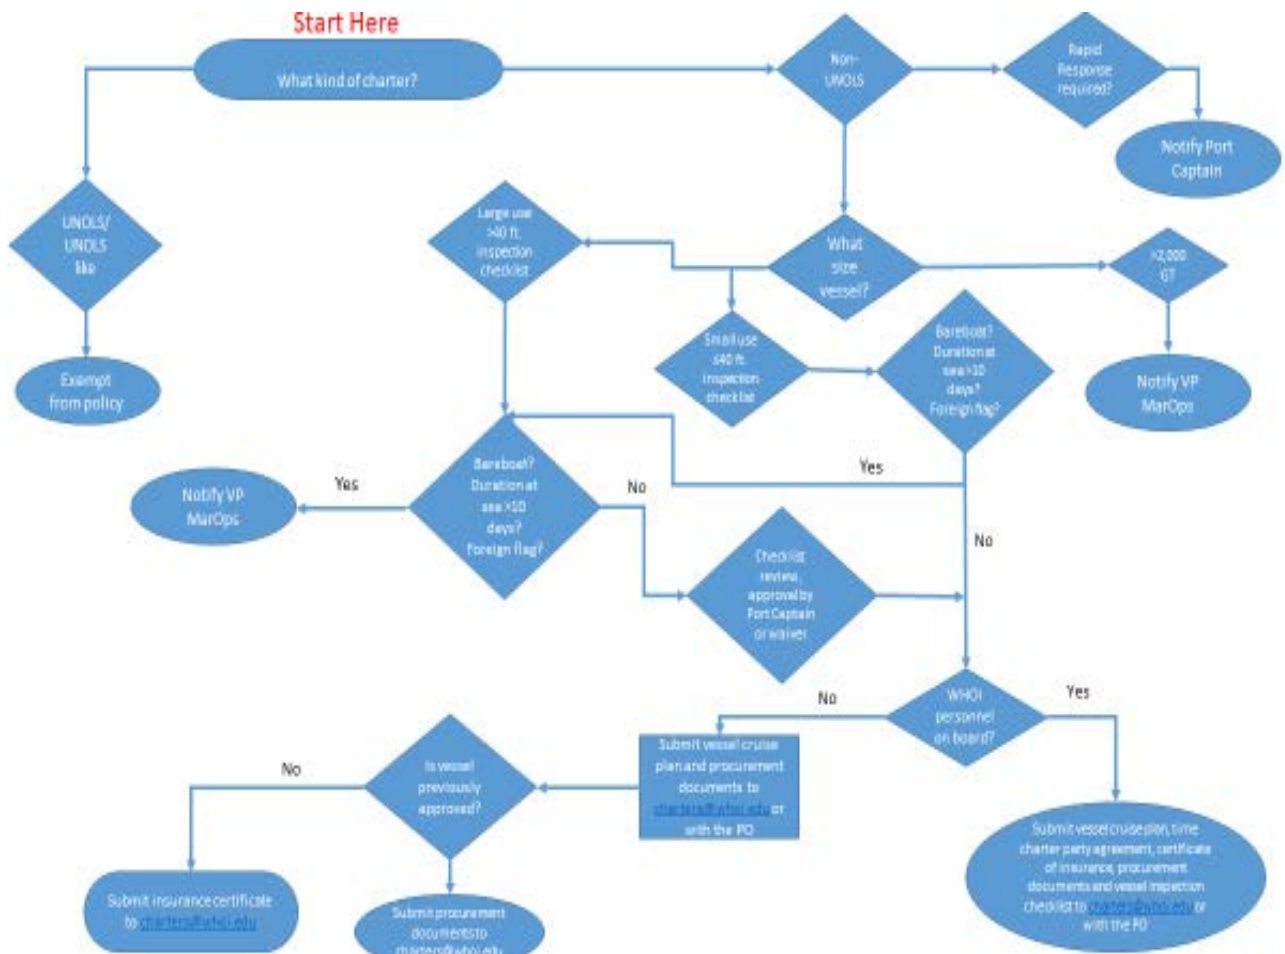 Start Here
What kind of charter?
Non-
UNOLS
Rapid
Response
required?
Notify Port
Captain
UNOLS/
UNOLS
like
Exempt
from policy
Large use
>40 ft.
inspection
checklist
What
size
vessel?
>2,000
GT
Notify VP
MarOps
Small use
≤40 ft.
inspection
checklist
Bareboat?
Duration at
sea >10
days?
Foreign flag?
Yes
No
Bareboat?
Duration at
sea >10
days?
Foreign flag?
Yes
No
Notify VP
MarOps
Checklist
review,
approval by
Port Captain
or waiver
WHOI
personnel
on board?
No
Yes
Submit vessel cruise
plan and procurement
documents to
charters@whoi.edu or
with the PO
Is vessel
previously
approved?
No
Submit insurance certificate
to charters@whoi.edu
Submit procurement
documents to
charters@whoi.edu
Submit vessel cruise plan, time
charter party agreement, certificate
of insurance, procurement
documents and vessel inspection
checklist to charters@whoi.edu or
with the PO